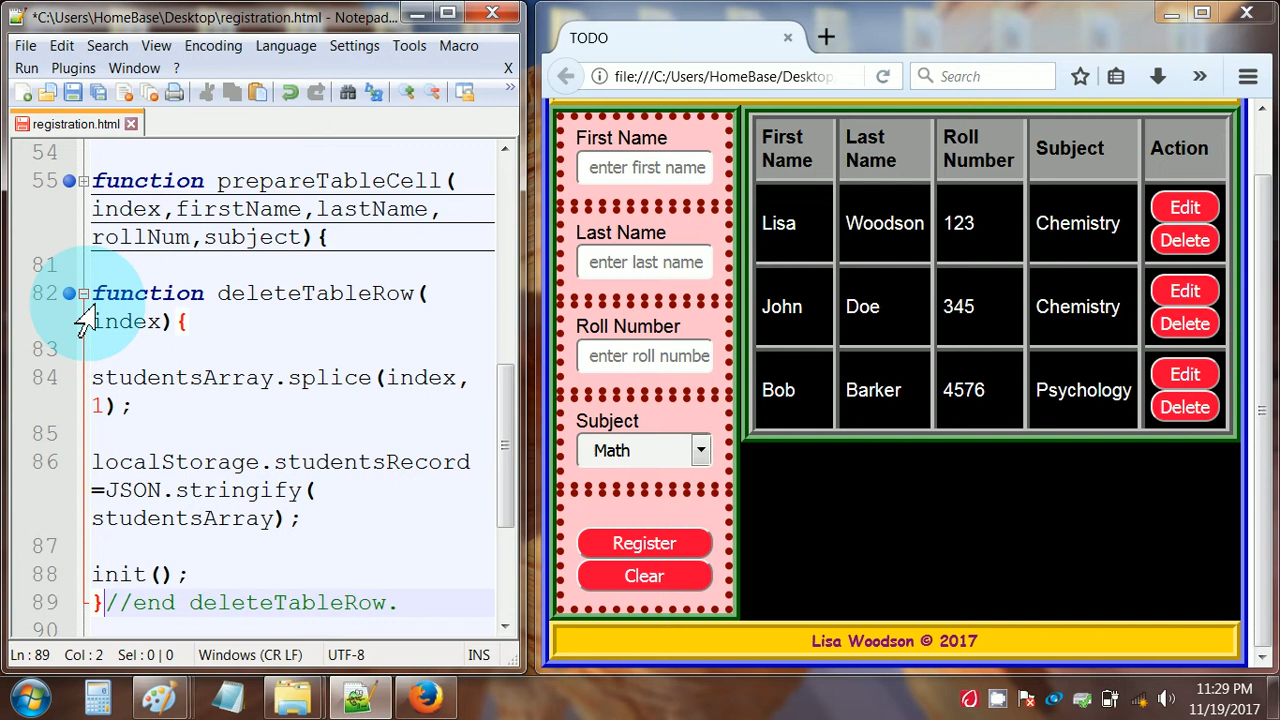 *C:\Users\HomeBase\Desktop\registration.html - Notepad...
File Edit Search View Encoding Language Settings Tools Macro
Run Plugins Window ? X
registration.html
54
55 function prepareTableCell(
index,firstName,lastName,
rollNum,subject){
81
82 function deleteTableRow(
index){
83
84 studentsArray.splice(index,
1);
85
86 localStorage.studentsRecord
=JSON.stringify(
studentsArray);
87
88 init();
89 }//end deleteTableRow.
90
Ln : 89 Col : 2 Sel : 0 | 0 Windows (CR LF) UTF-8 INS
TODO
file:///C:/Users/HomeBase/Desktop
Search
First Name
enter first name
Last Name
enter last name
Roll Number
enter roll numbe
Subject
Math
Register
Clear
First Name Last Name Roll Number Subject Action
Lisa Woodson 123 Chemistry Edit Delete
John Doe 345 Chemistry Edit Delete
Bob Barker 4576 Psychology Edit Delete
Lisa Woodson © 2017
11:29 PM
11/19/2017